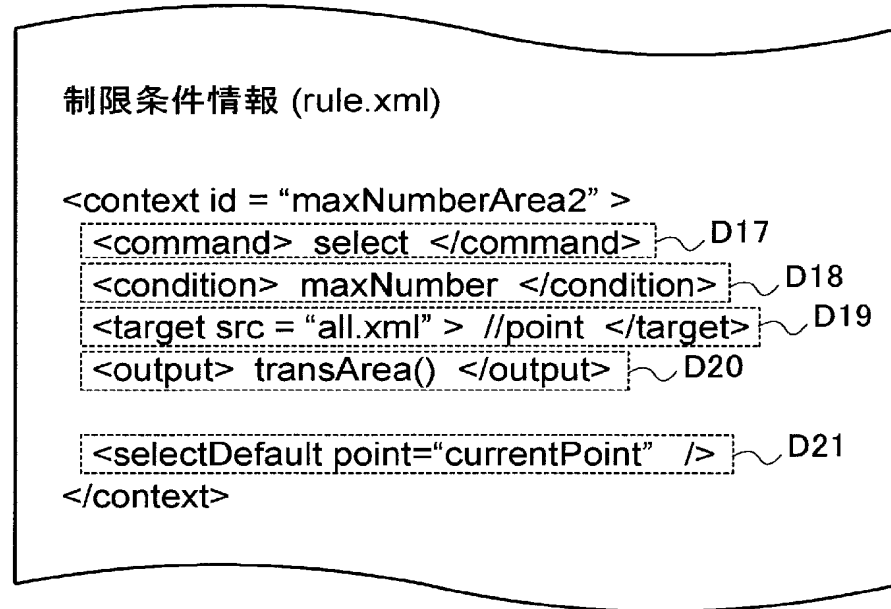 制限条件情報 (rule.xml)
<context id = “maxNumberArea2” >
<command> select </command> D17
<condition> maxNumber </condition> D18
<target src = “all.xml” > //point </target> D19
<output> transArea() </output> D20
<selectDefault point=“currentPoint” /> D21
</context>